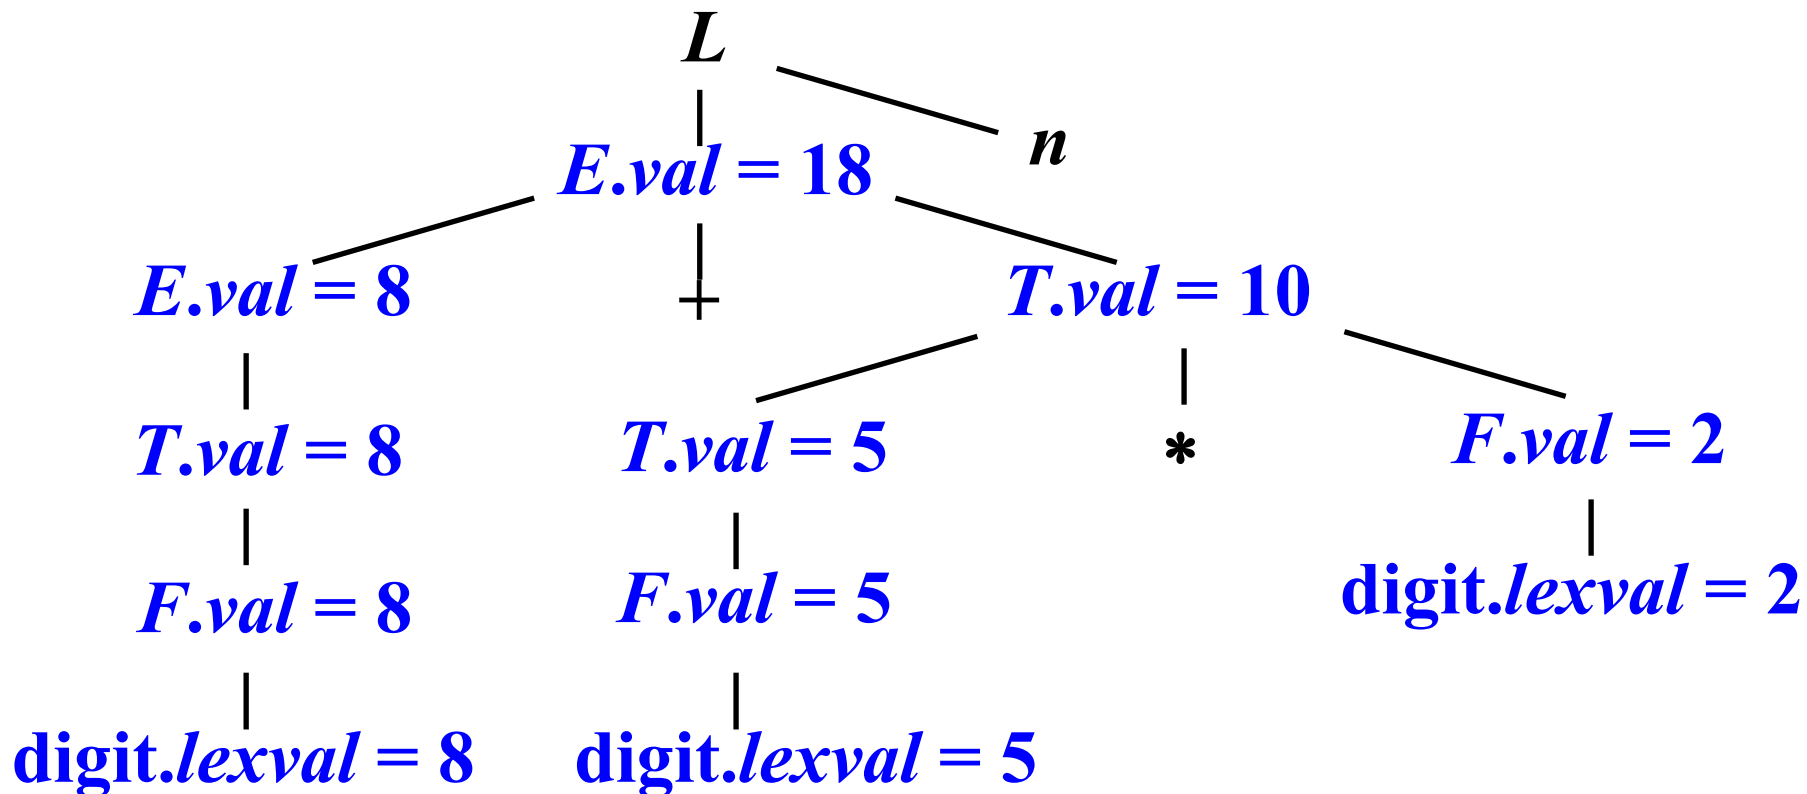 L
n
E.val = 18
E.val = 8 + T.val = 10
T.val = 8 T.val = 5 * F.val = 2
F.val = 8 F.val = 5 digit.lexval = 2
digit.lexval = 8 digit.lexval = 5